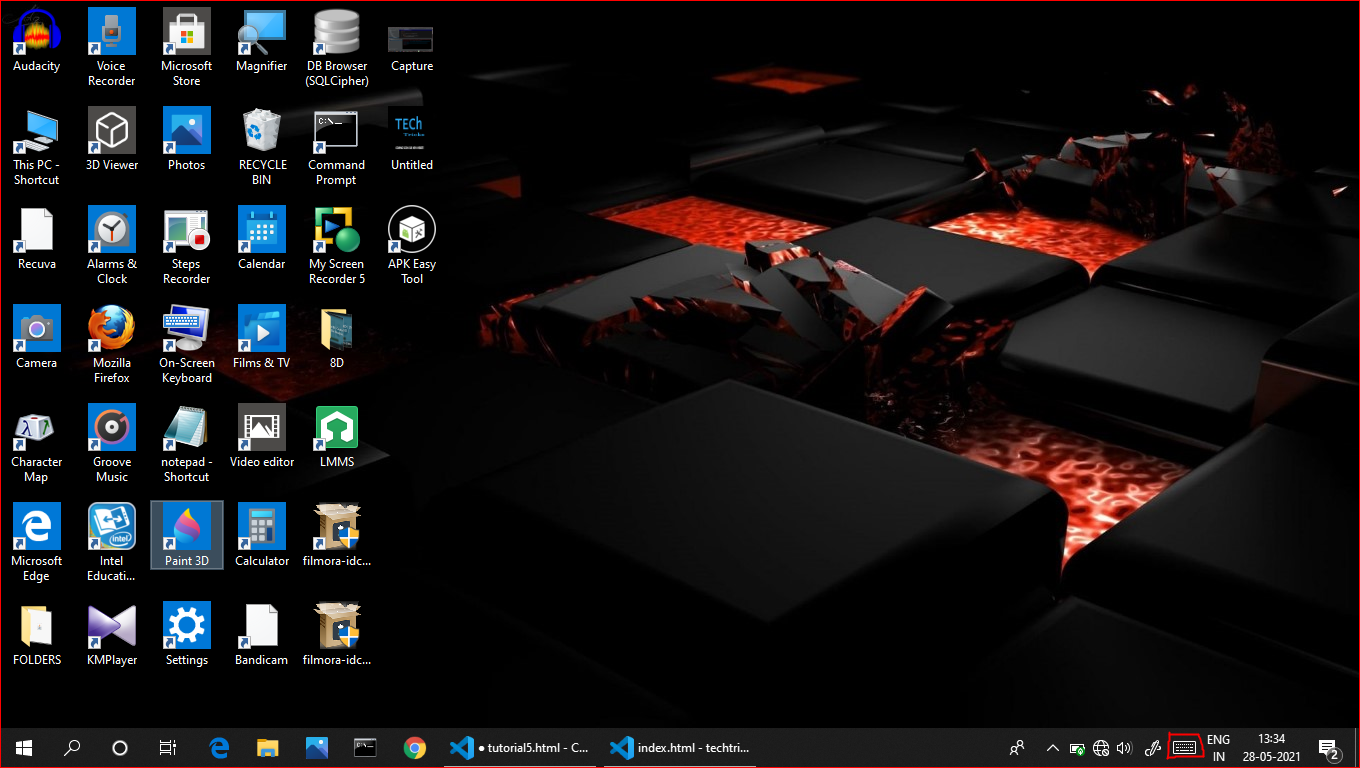 Audacity
Voice
Recorder
Microsoft
Store
Magnifier
DB Browser
(SQLCipher)
Capture
This PC -
Shortcut
3D Viewer
Photos
RECYCLE
BIN
C:\.
Command
Prompt
TECh
Tricks
Untitled
Recuva
Alarms &
Clock
Steps
Recorder
Calendar
My Screen
Recorder 5
APK Easy
Tool
Camera
Mozilla
Firefox
On-Screen
Keyboard
Films & TV
8D
Character
Map
Groove
Music
notepad -
Shortcut
Video editor
LMMS
Microsoft
Edge
intel
Intel
Educati...
Paint 3D
Calculator
filmora-idc...
FOLDERS
KMPlayer
Settings
Bandicam
filmora-idc...
● tutorial5.html - C...
index.html - techtri...
ENG
IN
13:34
28-05-2021
2